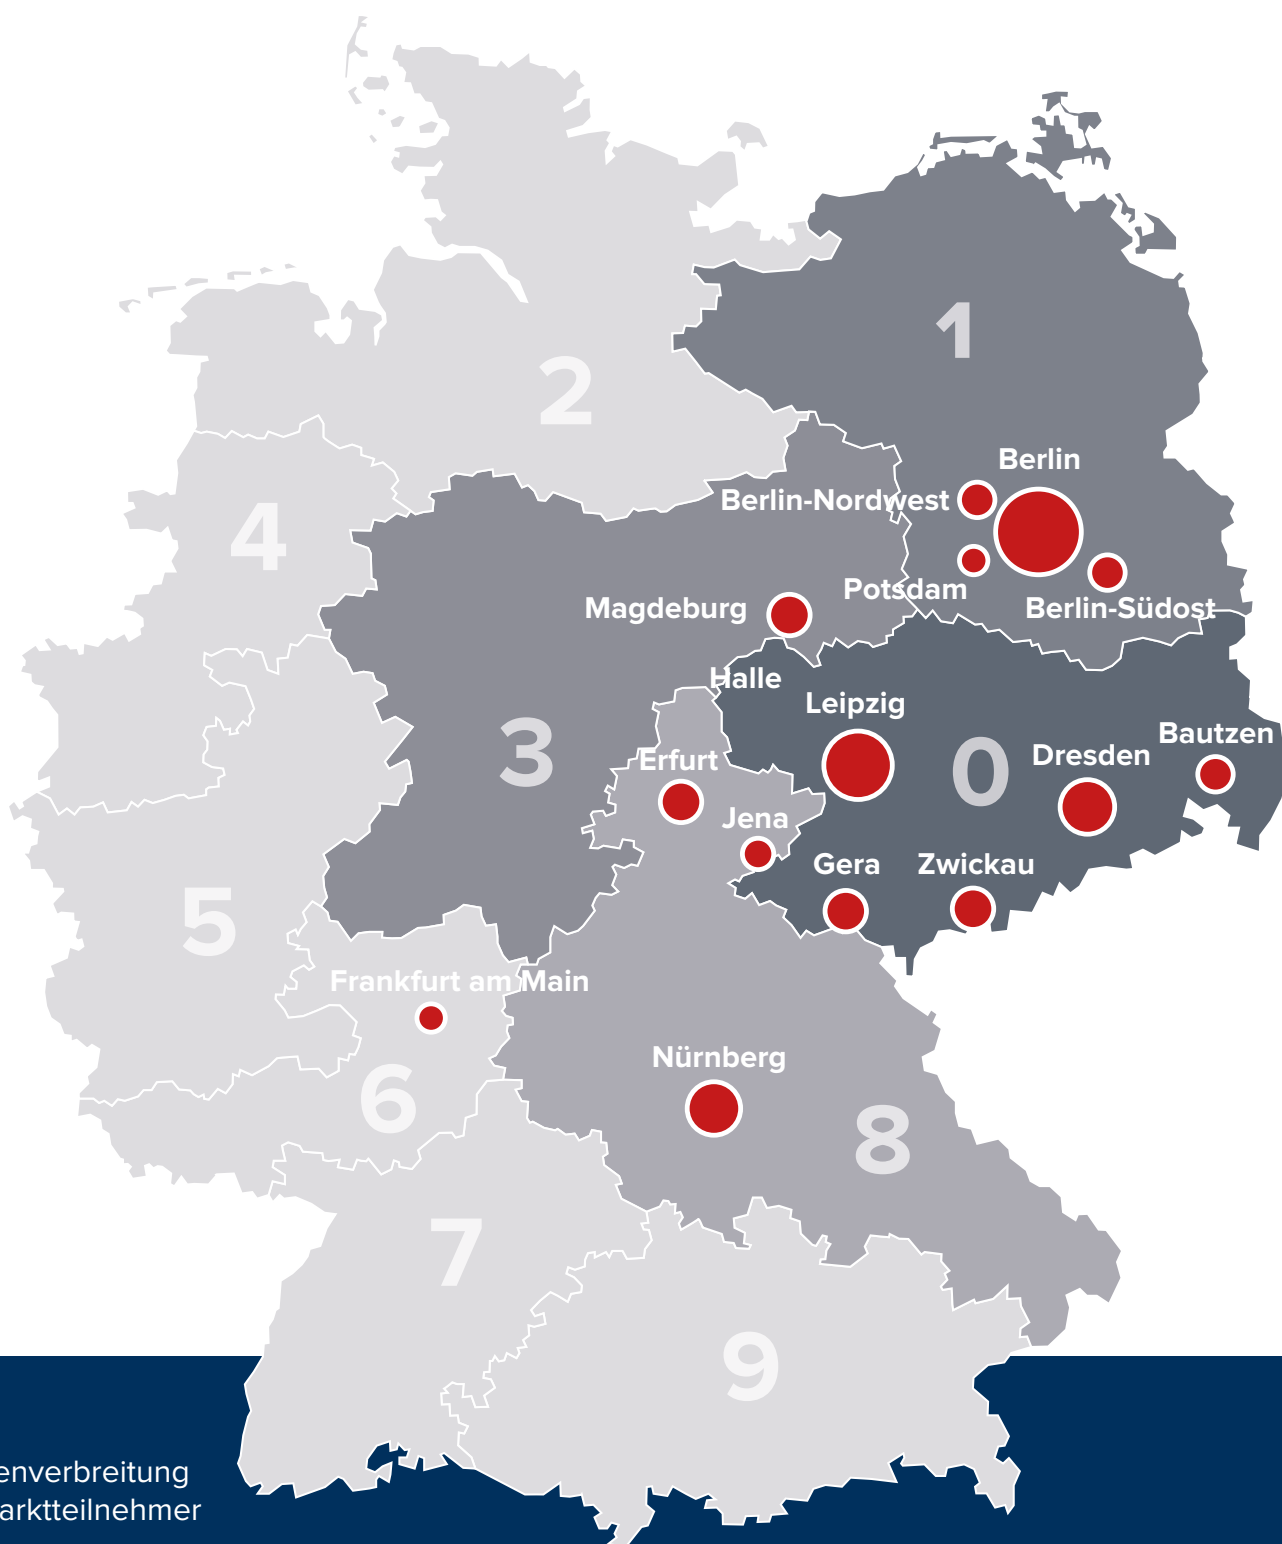 1
2
Berlin
Berlin-Nordwest
4
Potsdam
Magdeburg
Berlin-Südost
Halle
Leipzig
3
Erfurt
0
Dresden
Bautzen
Jena
Gera
Zwickau
5
Frankfurt am Main
Nürnberg
6
8
7
9
enverbreitung
arktteilnehmer